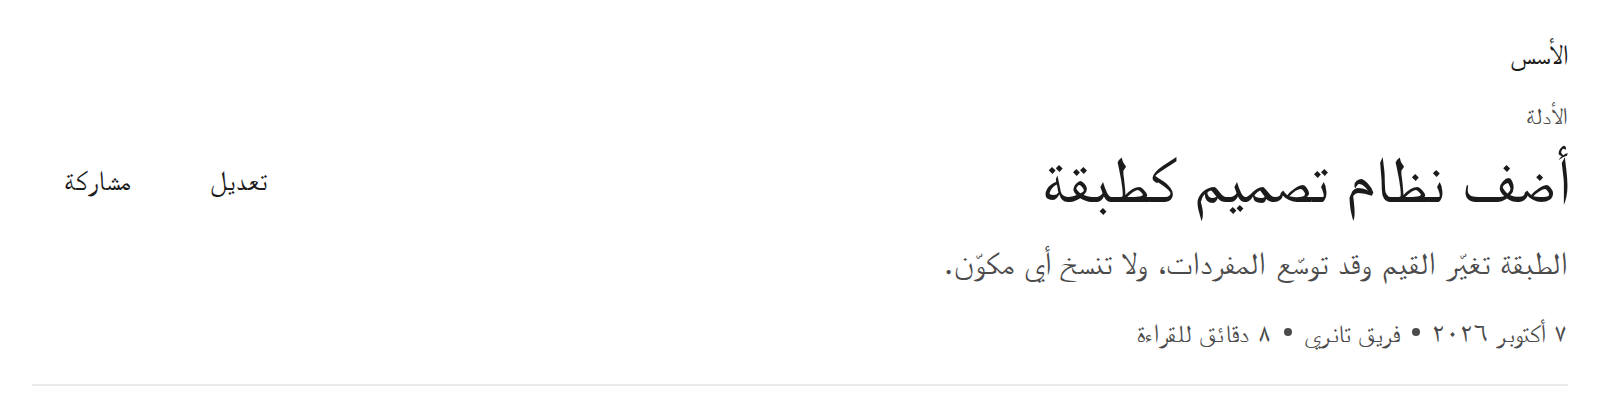 الأسس
الأدلة
أضف نظام تصميم كطبقة
تعديل
مشاركة
الطبقة تغيّر القيم وقد توسّع المفردات، ولا تنسخ أي مكوّن.
٧ أكتوبر ٢٠٢٦ • فريق تانري • ٨ دقائق للقراءة